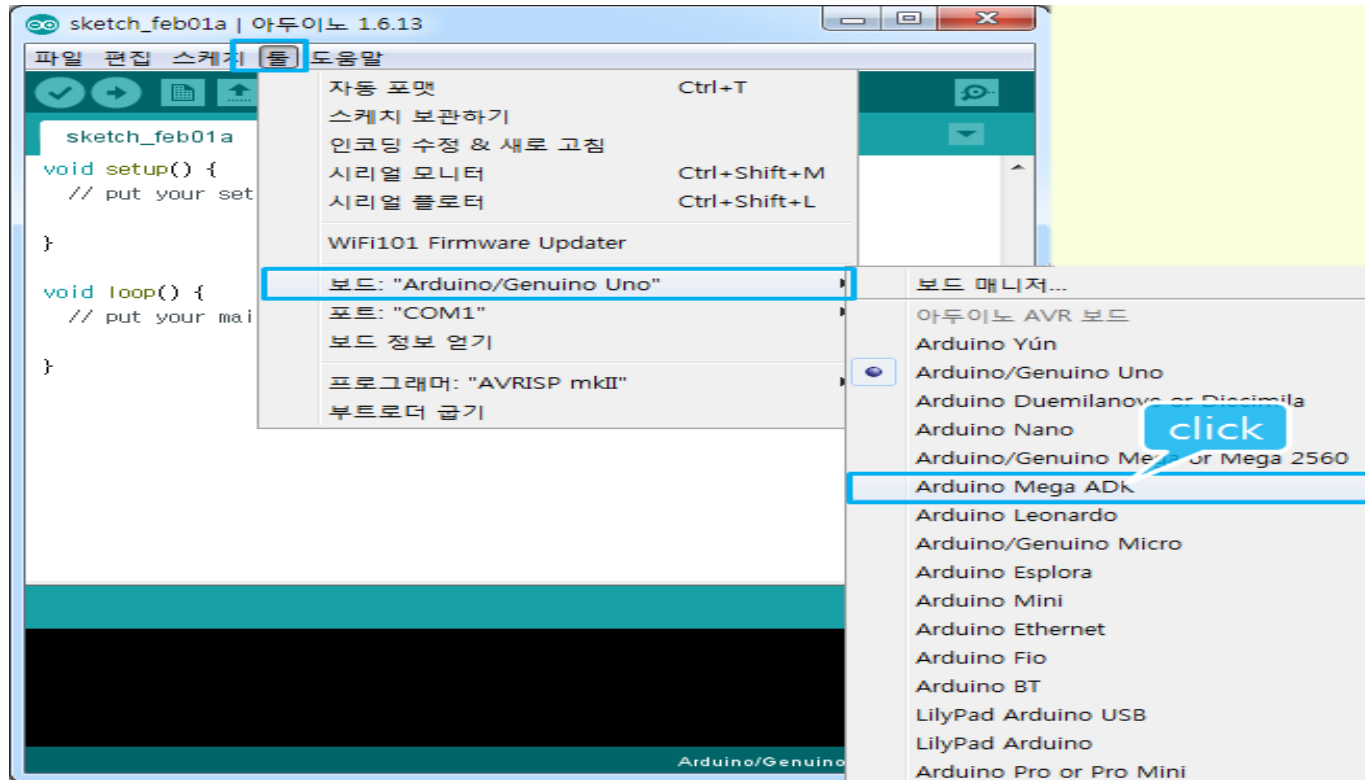 sketch_feb01a | 아두이노 1.6.13
파일 편집 스케치 툴 도움말
sketch_feb01a
void setup() {
// put your set
}
void loop() {
// put your mai
}
자동 포맷 Ctrl+T
스케치 보관하기
인코딩 수정 & 새로 고침
시리얼 모니터 Ctrl+Shift+M
시리얼 플로터 Ctrl+Shift+L
WiFi101 Firmware Updater
보드: "Arduino/Genuino Uno"
포트: "COM1"
보드 정보 얻기
프로그래머: "AVRISP mkII"
부트로더 굽기
보드 매니저...
아두이노 AVR 보드
Arduino Yún
Arduino/Genuino Uno
Arduino Duemilanove or Diecimila
Arduino Nano
click
Arduino/Genuino Mega or Mega 2560
Arduino Mega ADK
Arduino Leonardo
Arduino/Genuino Micro
Arduino Esplora
Arduino Mini
Arduino Ethernet
Arduino Fio
Arduino BT
LilyPad Arduino USB
LilyPad Arduino
Arduino Pro or Pro Mini
Arduino/Genuino